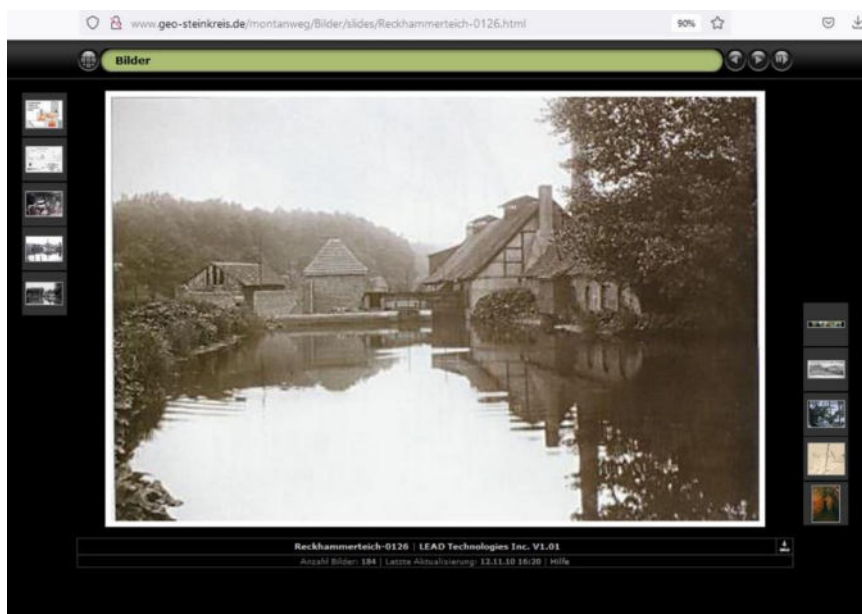 www.geo-steinkreis.de/montanweg/Bilder/slides/Reckhammerteich-0126.html
90%
Bilder
Reckhammerteich-0126 | LEAD Technologies Inc. V1.01
Anzahl Bilder: 184 | Letzte Aktualisierung: 12.11.10 16:20 | Hilfe